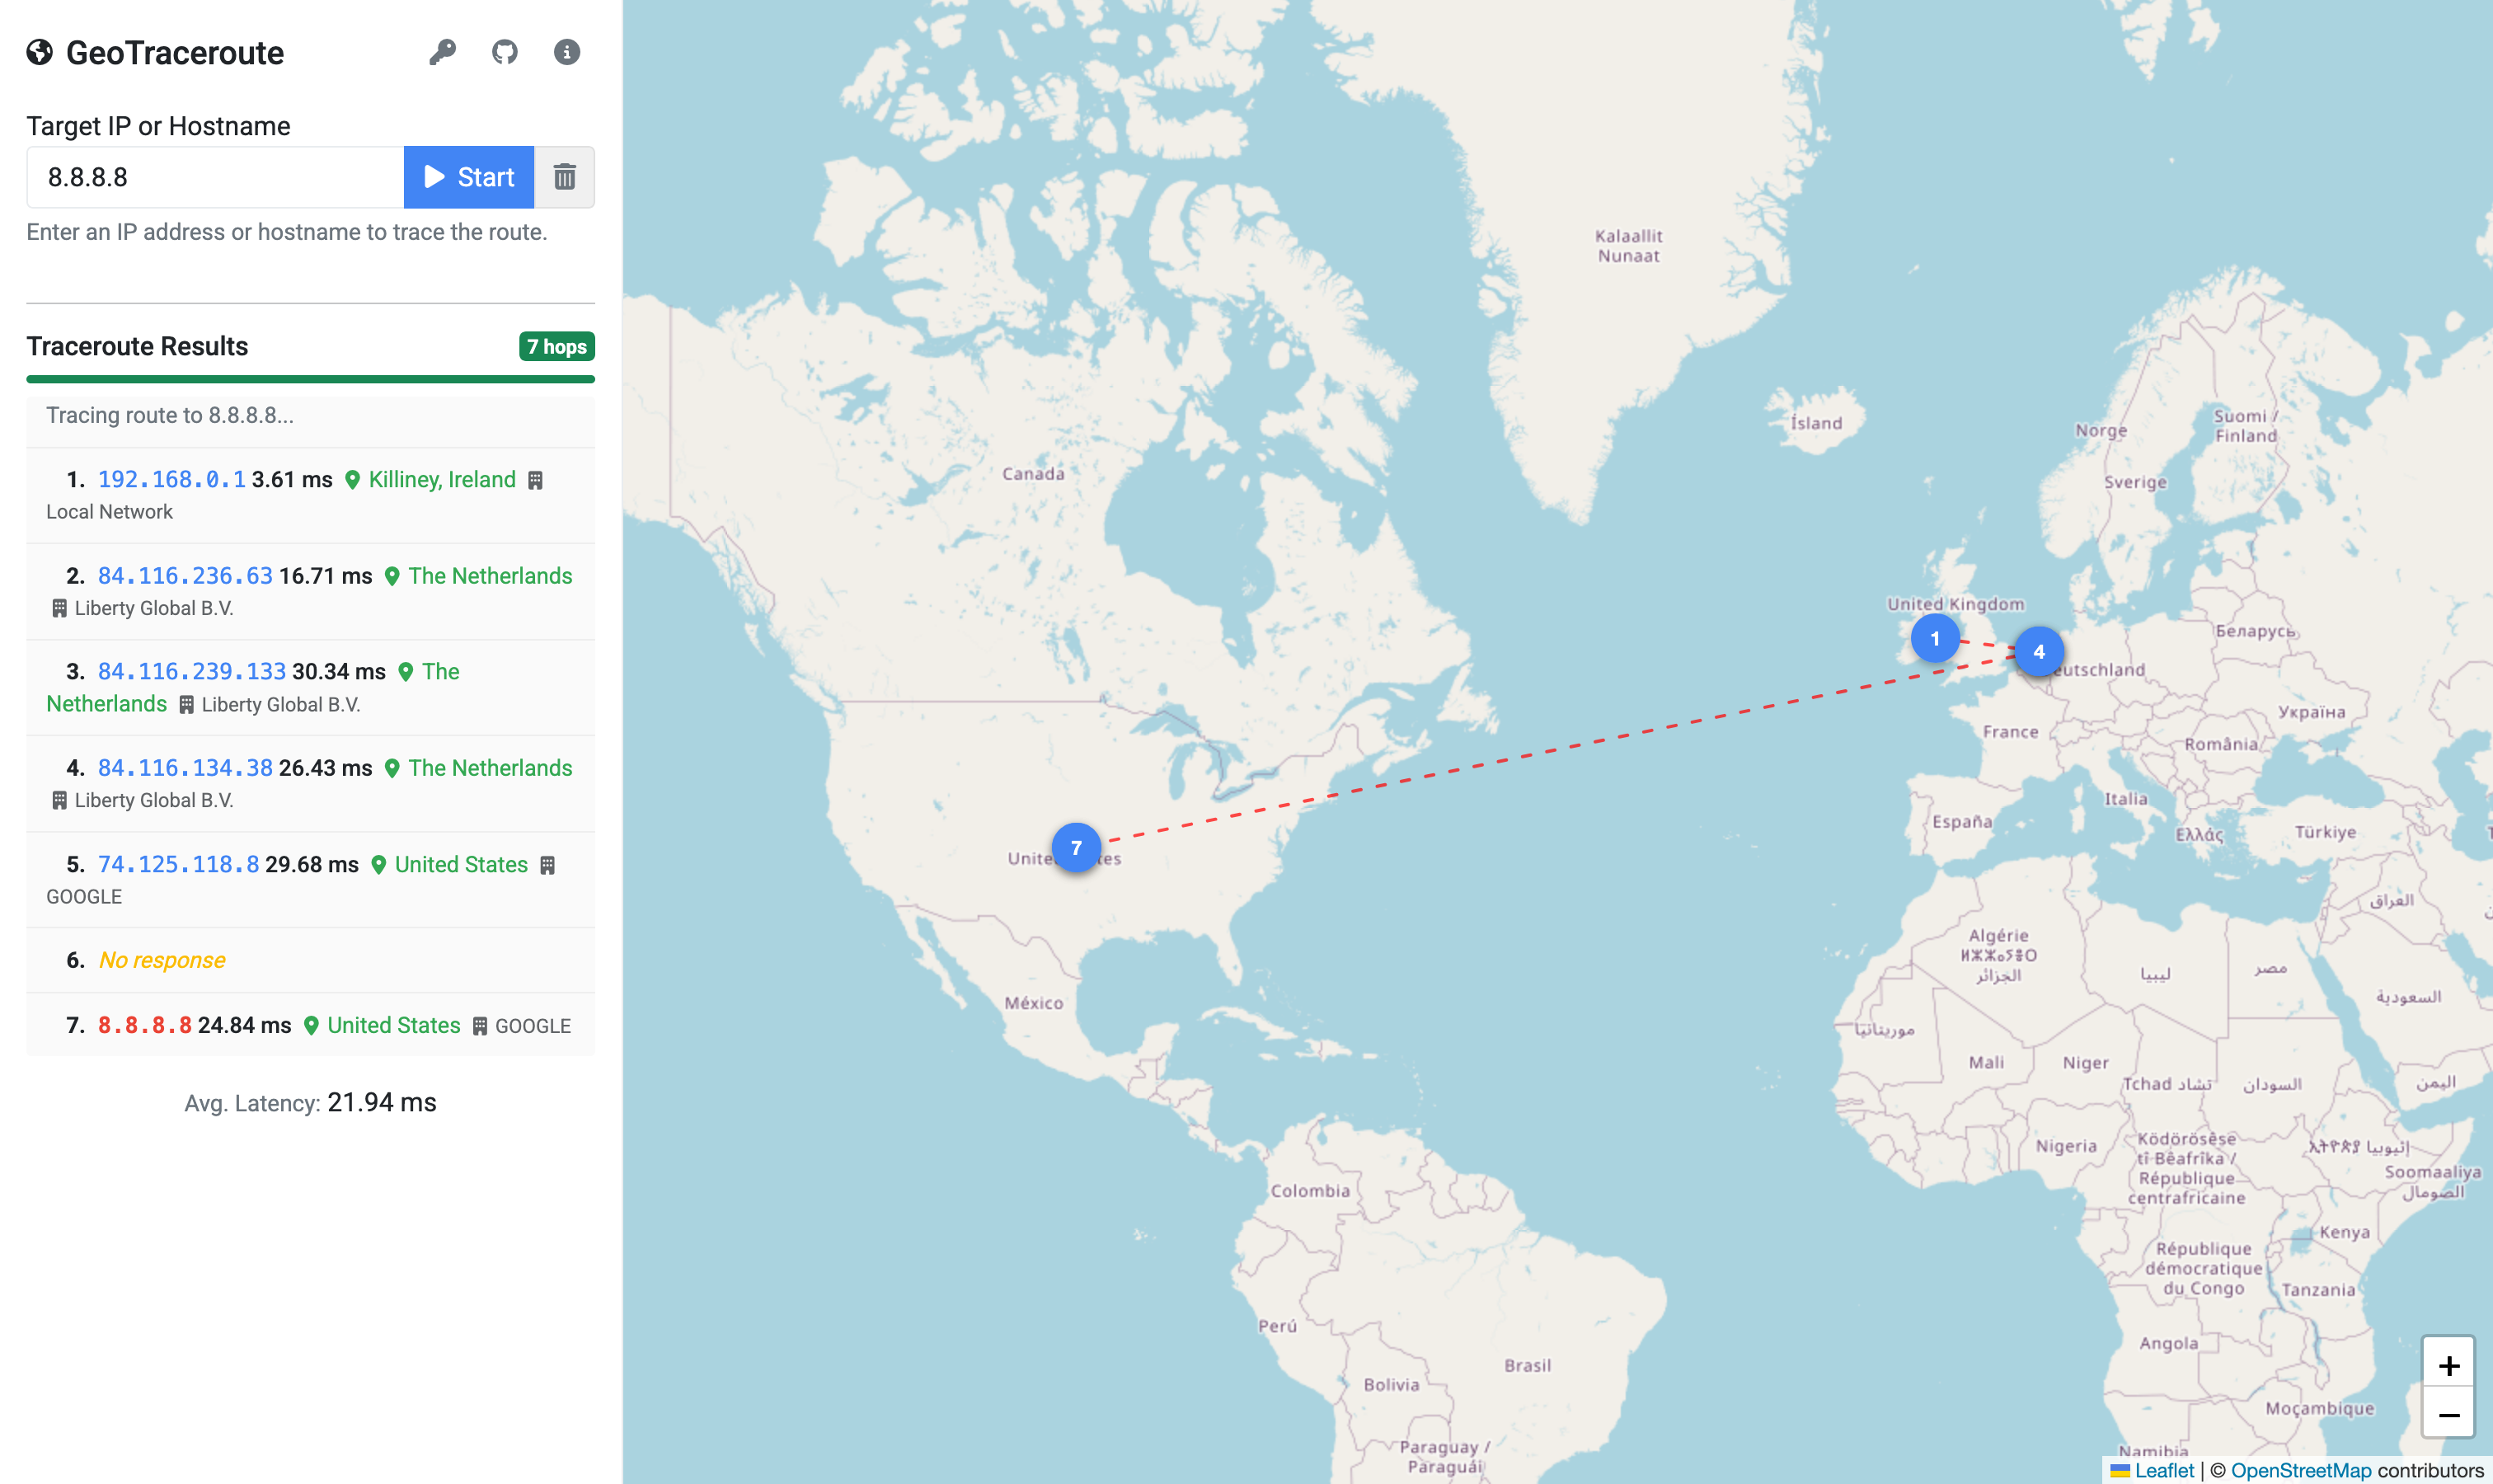 GeoTraceroute
Target IP or Hostname
8.8.8.8
Start
Enter an IP address or hostname to trace the route.
Traceroute Results
7 hops
Tracing route to 8.8.8.8...
1. 192.168.0.1 3.61 ms Killiney, Ireland
Local Network
2. 84.116.236.63 16.71 ms The Netherlands
Liberty Global B.V.
3. 84.116.239.133 30.34 ms The
Netherlands Liberty Global B.V.
4. 84.116.134.38 26.43 ms The Netherlands
Liberty Global B.V.
5. 74.125.118.8 29.68 ms United States
GOOGLE
6. No response
7. 8.8.8.8 24.84 ms United States GOOGLE
Avg. Latency: 21.94 ms
Kalaallit
Nunaat
Ísland
Canada
Norge
Suomi /
Finland
Sverige
United Kingdom
1
4
Беларусь
eutschland
Україна
France
România
Italia
España
Ελλάς
Türkiye
7
Unite tes
México
العراق
Algérie
ⵍⵣⵣⴰⵢⴻⵔ
الجزائر
ليبيا
مصر
السعودية
موريتانيا
Mali
Niger
Tchad تشاد
السودان
اليمن
Nigeria
Ködörösêse
tî Bêafrîka /
République
centrafricaine
Soomaaliya
الصومال
Colombia
Kenya
République
démocratique
du Congo
Tanzania
Perú
Angola
Brasil
Bolivia
Moçambique
Paraguay /
Paraguái
Namibia
+
−
Leaflet | © OpenStreetMap contributors